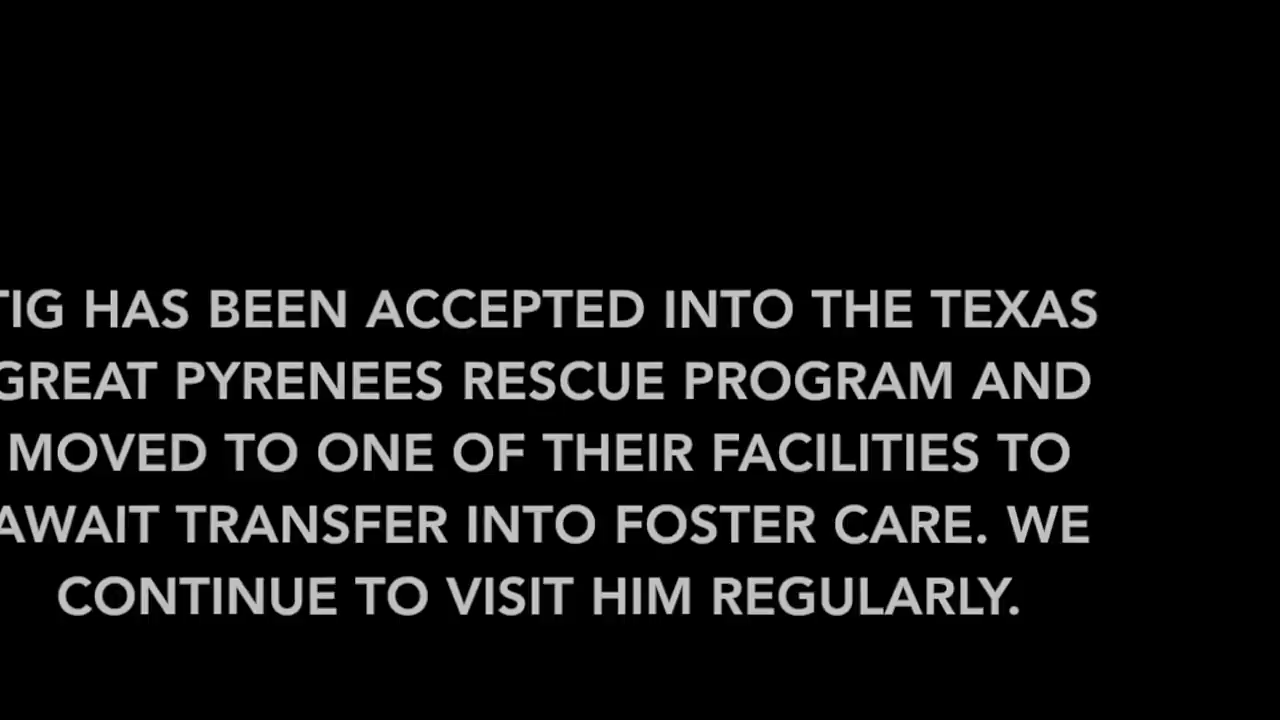 TIG HAS BEEN ACCEPTED INTO THE TEXAS
GREAT PYRENEES RESCUE PROGRAM AND
MOVED TO ONE OF THEIR FACILITIES TO
AWAIT TRANSFER INTO FOSTER CARE. WE
CONTINUE TO VISIT HIM REGULARLY.